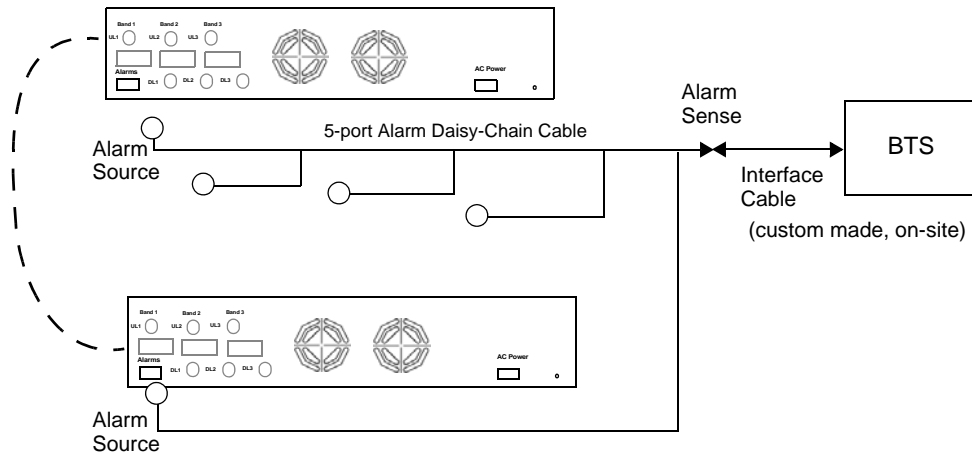 Band 1 Band 2 Band 3
UL1 UL2 UL3
Alarms
DL1 DL2 DL3
AC Power
Alarm
Source
5-port Alarm Daisy-Chain Cable
Alarm
Sense
BTS
Interface
Cable
(custom made, on-site)
Band 1 Band 2 Band 3
UL1 UL2 UL3
Alarms
DL1 DL2 DL3
AC Power
Alarm
Source